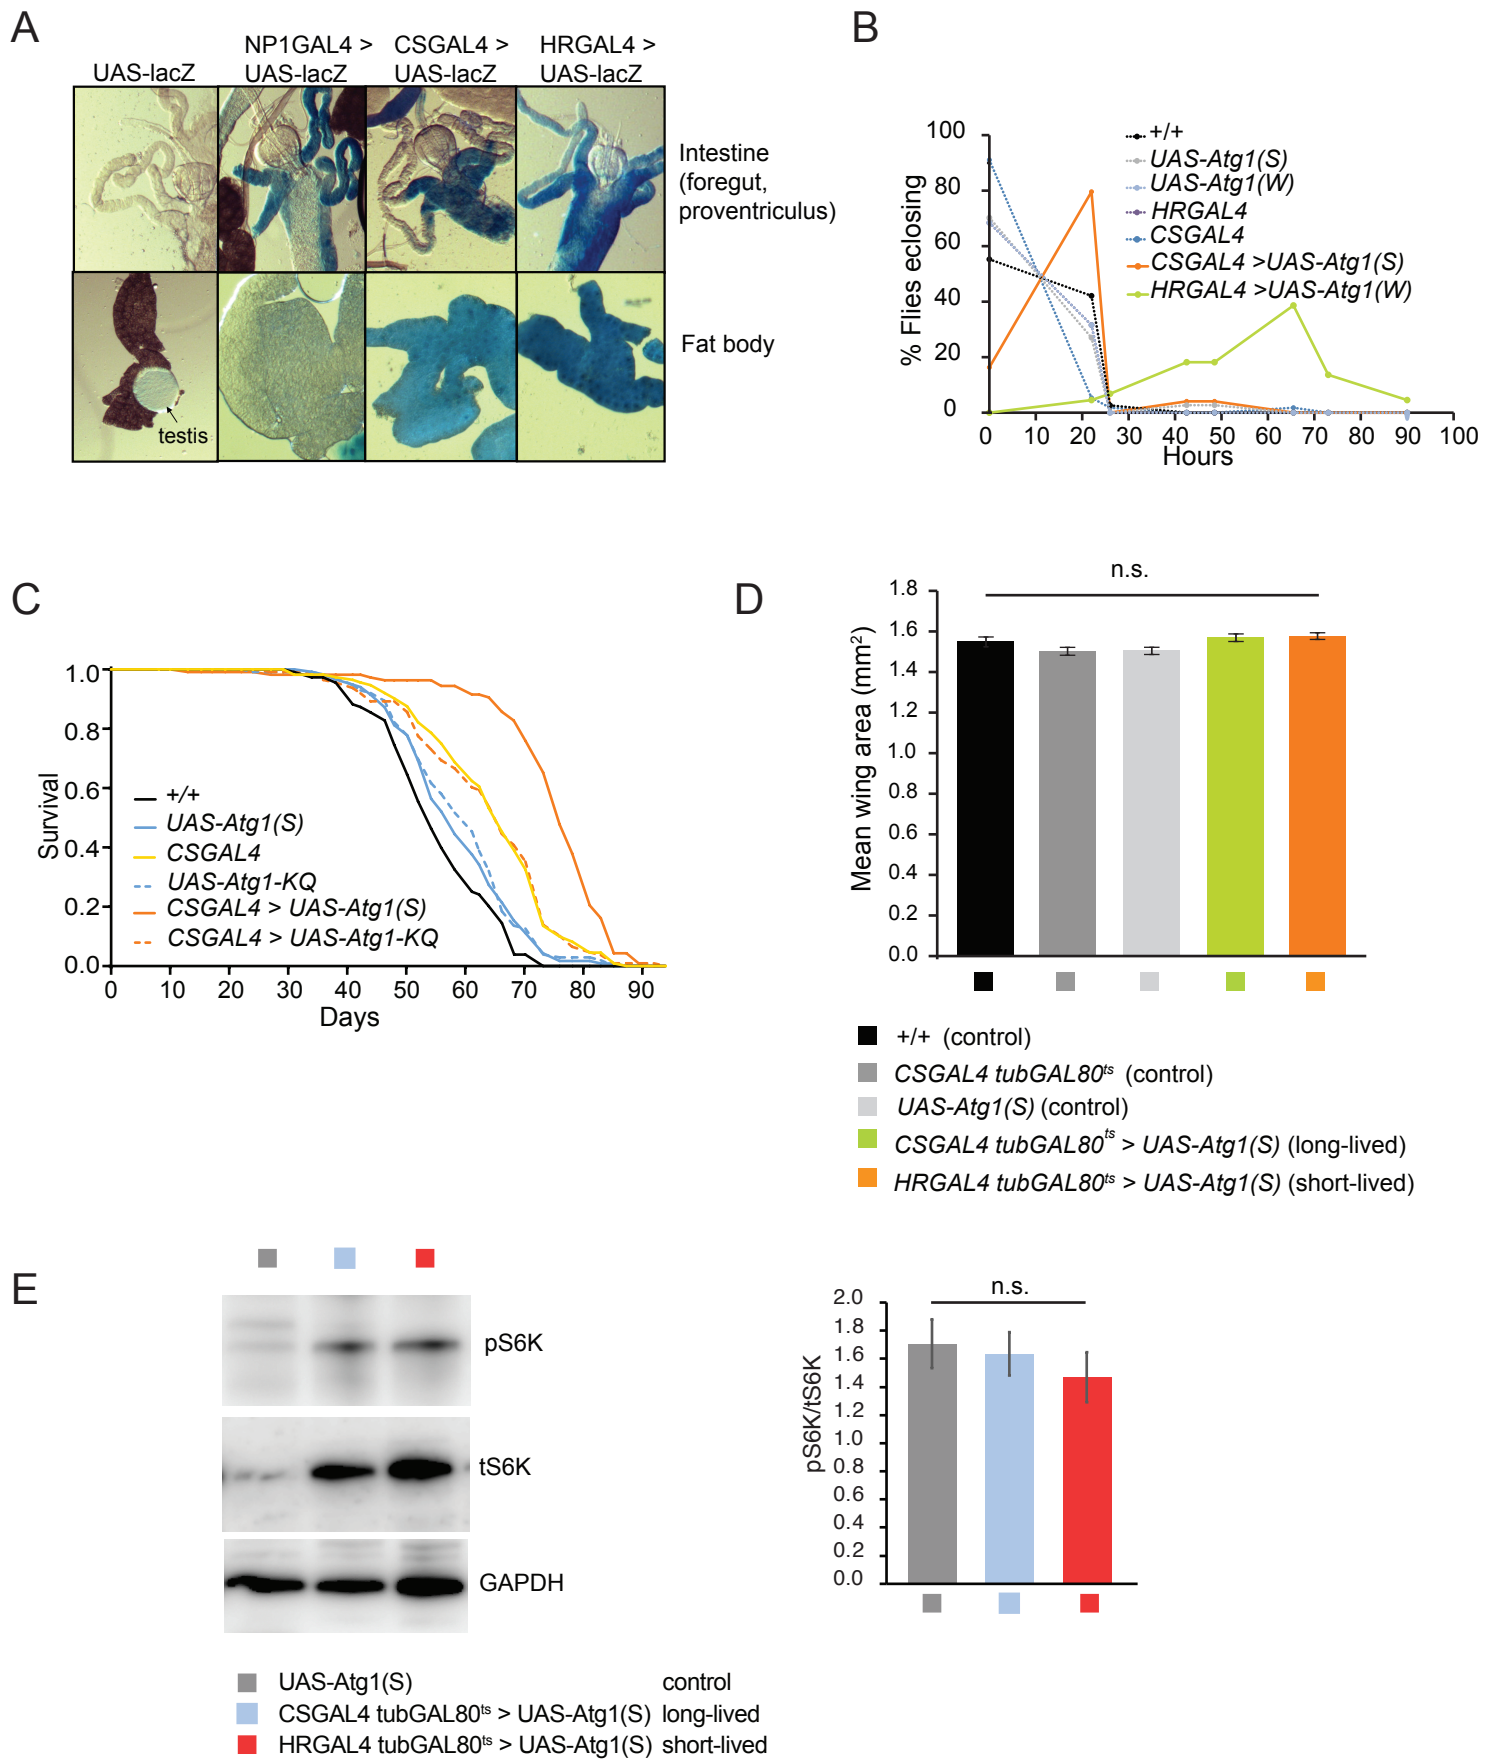 A
UAS-lacZ
NP1GAL4 >
UAS-lacZ
CSGAL4 >
UAS-lacZ
HRGAL4 >
UAS-lacZ
Intestine
(foregut,
proventriculus)
Fat body
testis
B
% Flies eclosing
100
80
60
40
20
0
0 10 20 30 40 50 60 70 80 90 100
Hours
+/+
UAS-Atg1(S)
UAS-Atg1(W)
HRGAL4
CSGAL4
CSGAL4 >UAS-Atg1(S)
HRGAL4 >UAS-Atg1(W)
C
Survival
1.0
0.8
0.6
0.4
0.2
0.0
0 10 20 30 40 50 60 70 80 90
Days
+/+
UAS-Atg1(S)
CSGAL4
UAS-Atg1-KQ
CSGAL4 > UAS-Atg1(S)
CSGAL4 > UAS-Atg1-KQ
D
n.s.
Mean wing area (mm²)
1.8
1.6
1.4
1.2
1.0
0.8
0.6
0.4
0.2
0.0
+/+ (control)
CSGAL4 tubGAL80ts (control)
UAS-Atg1(S) (control)
CSGAL4 tubGAL80ts > UAS-Atg1(S) (long-lived)
HRGAL4 tubGAL80ts > UAS-Atg1(S) (short-lived)
E
pS6K
tS6K
GAPDH
n.s.
pS6K/tS6K
2.0
1.8
1.6
1.4
1.2
1.0
0.8
0.6
0.4
0.2
0.0
UAS-Atg1(S) control
CSGAL4 tubGAL80ts > UAS-Atg1(S) long-lived
HRGAL4 tubGAL80ts > UAS-Atg1(S) short-lived